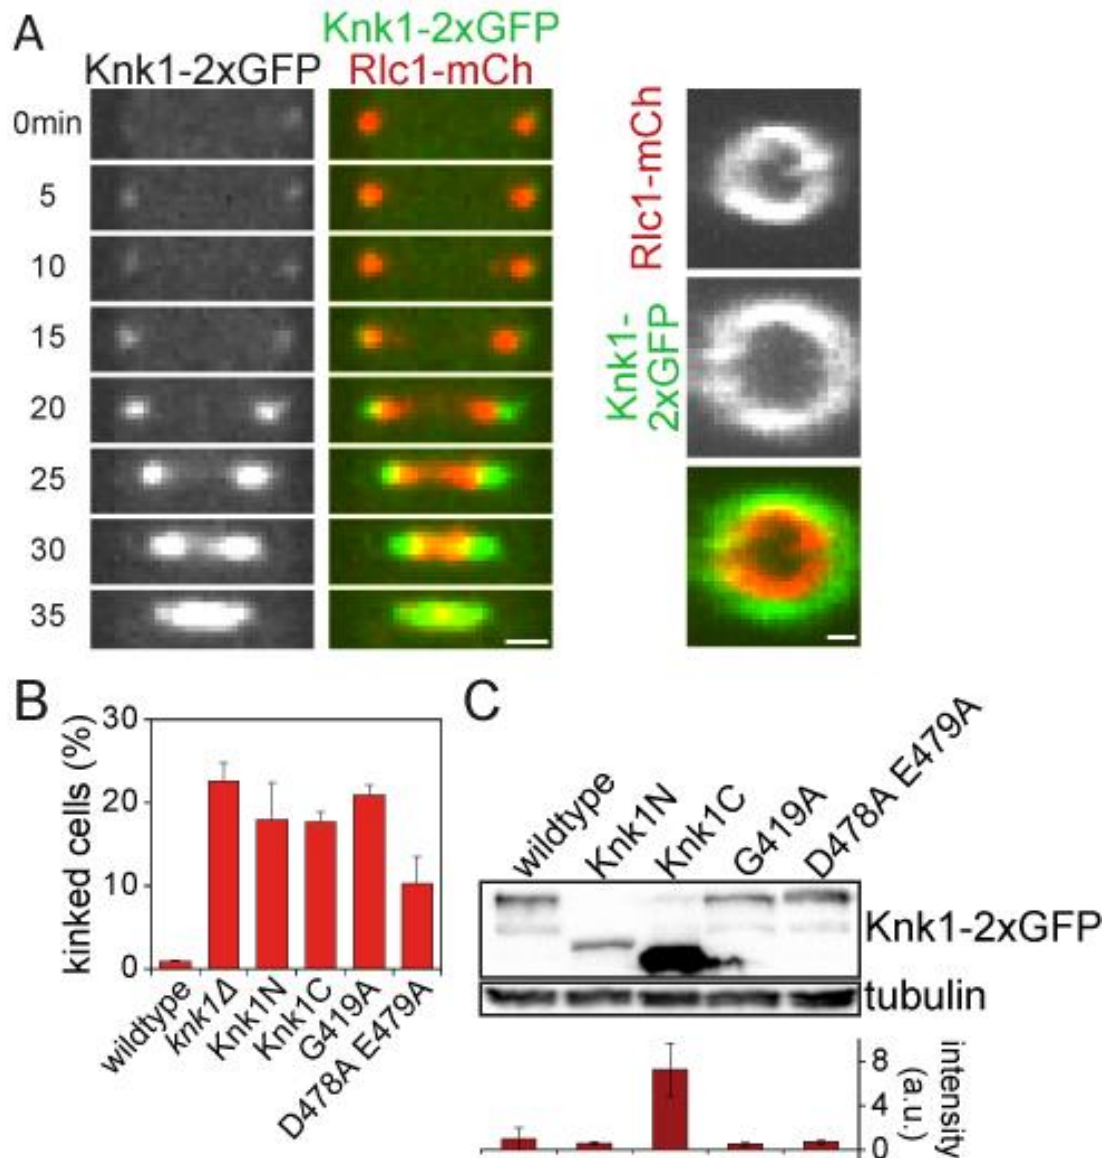 A
Knk1-2xGFP
Knk1-2xGFP
Rlc1-mCh
0min
5
10
15
20
25
30
35
Rlc1-mCh
Knk1-
2xGFP
B
kinked cells (%)
30
20
10
0
wildtype
knk1Δ
Knk1N
Knk1C
G419A
D478A E479A
C
wildtype
Knk1N
Knk1C
G419A
D478A E479A
Knk1-2xGFP
tubulin
8
4
0
intensity
(a.u.)